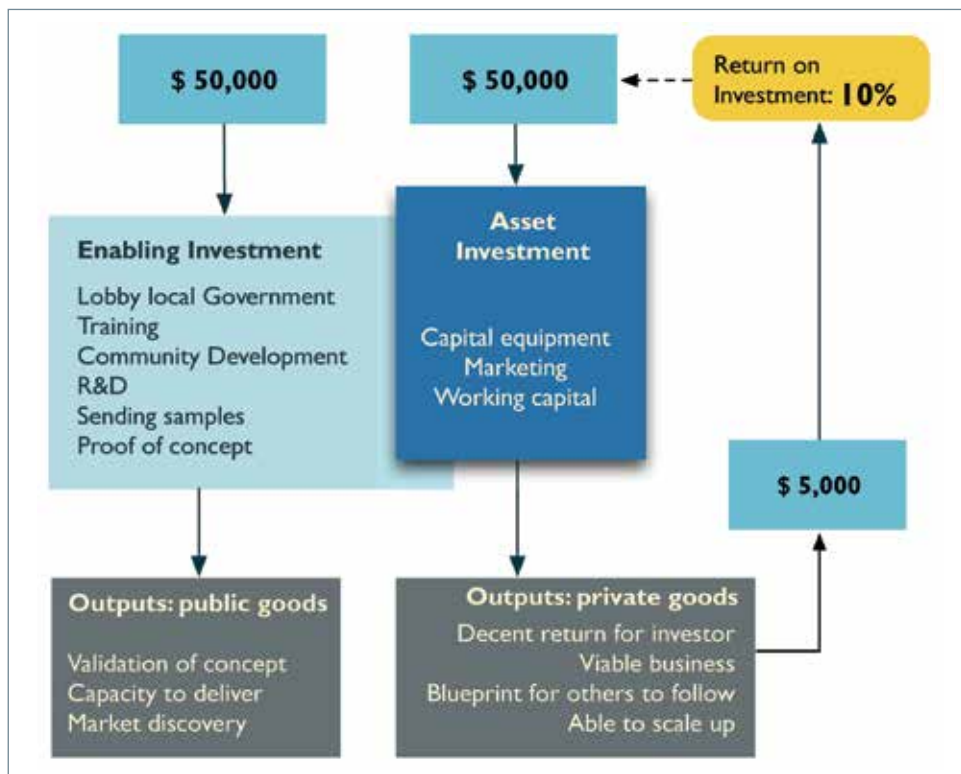 $ 50,000
$ 50,000
Return on
Investment: 10%
Enabling Investment
Lobby local Government
Training
Community Development
R&D
Sending samples
Proof of concept
Asset
Investment
Capital equipment
Marketing
Working capital
$ 5,000
Outputs: public goods
Validation of concept
Capacity to deliver
Market discovery
Outputs: private goods
Decent return for investor
Viable business
Blueprint for others to follow
Able to scale up